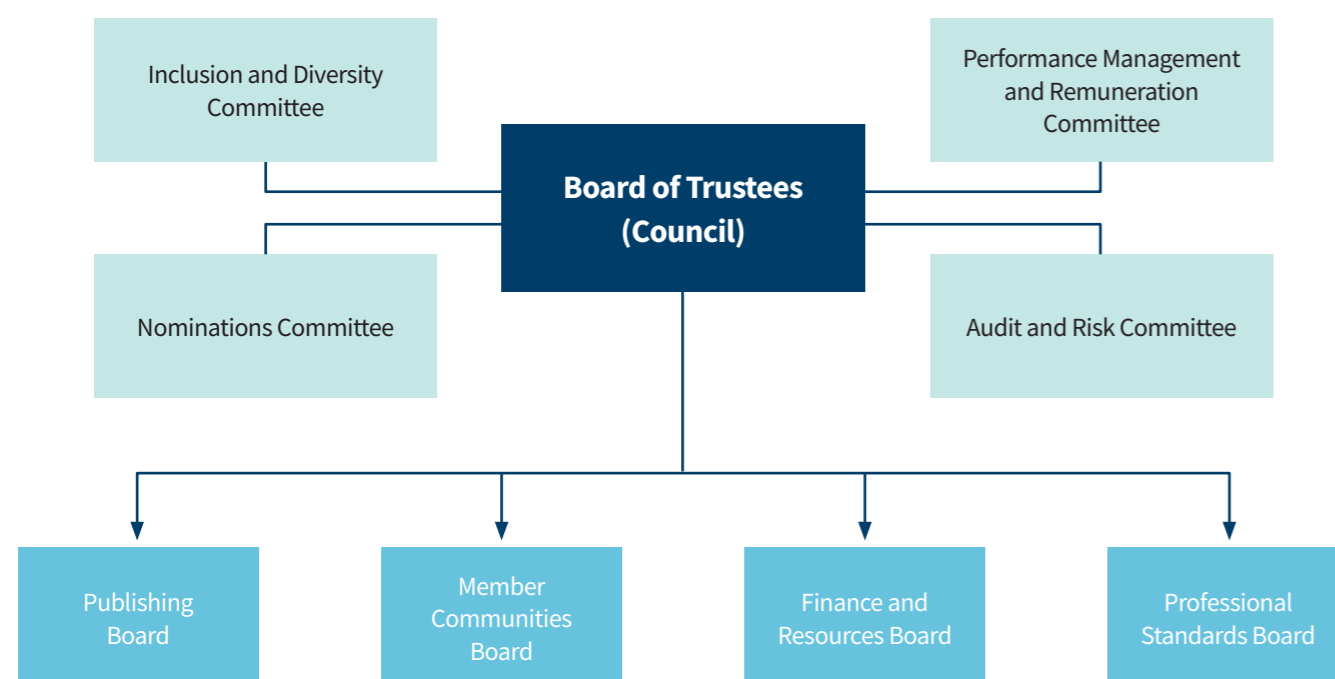 Inclusion and Diversity
Committee
Performance Management
and Remuneration
Committee
Board of Trustees
(Council)
Nominations Committee
Audit and Risk Committee
Publishing
Board
Member
Communities
Board
Finance and
Resources Board
Professional
Standards Board